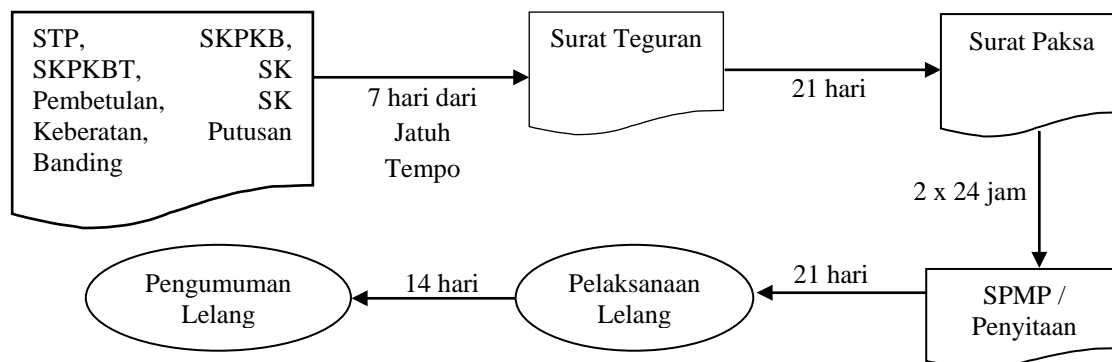 STP, SKPKB,
SKPKBT, SK
Pembetulan, SK
Keberatan, Putusan
Banding
7 hari dari
Jatuh
Tempo
Surat Teguran
21 hari
Surat Paksa
2 x 24 jam
SPMP /
Penyitaan
21 hari
Pelaksanaan
Lelang
14 hari
Pengumuman
Lelang